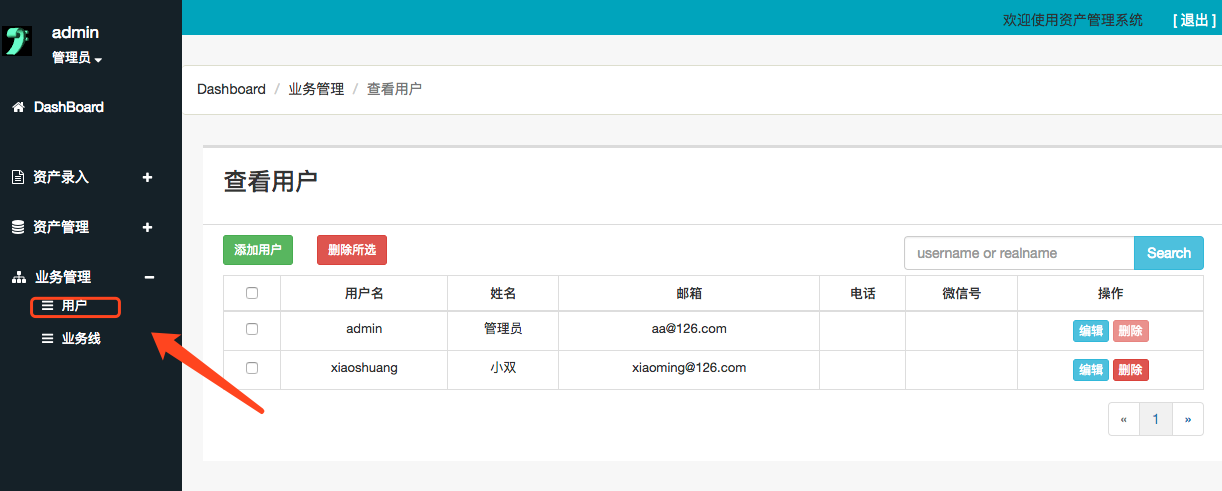 admin
管理员
欢迎使用资产管理系统 [ 退出 ]
DashBoard
资产录入 +
资产管理 +
业务管理 −
用户
业务线
Dashboard / 业务管理 / 查看用户
查看用户
添加用户 删除所选 username or realname Search
用户名 姓名 邮箱 电话 微信号 操作
admin 管理员 aa@126.com 编辑 删除
xiaoshuang 小双 xiaoming@126.com 编辑 删除
« 1 »